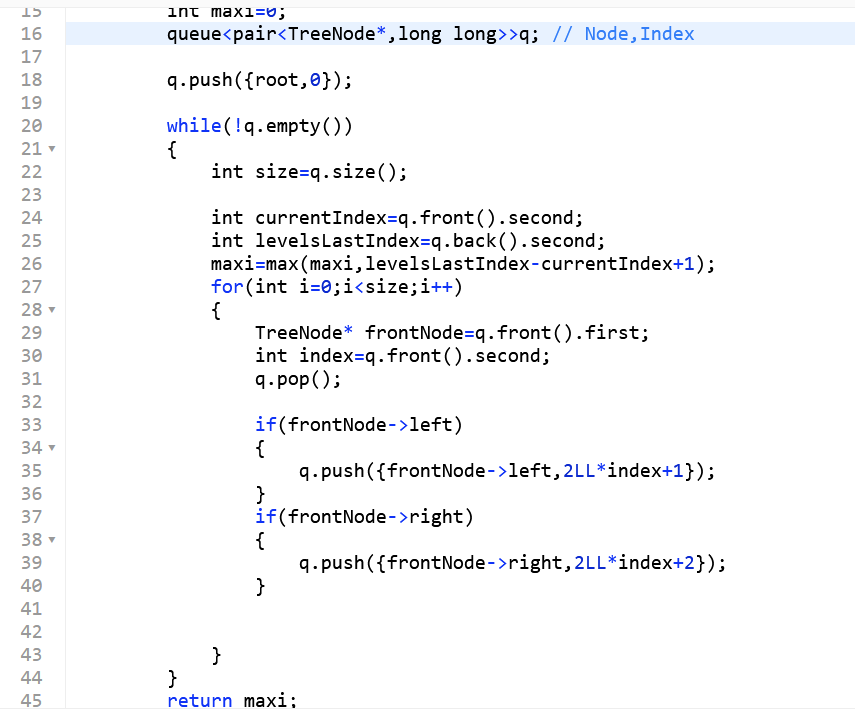 15 int maxi=0;
16 queue<pair<TreeNode*,long long>>q; // Node,Index
17
18 q.push({root,0});
19
20 while(!q.empty())
21 {
22 int size=q.size();
23
24 int currentIndex=q.front().second;
25 int levelsLastIndex=q.back().second;
26 maxi=max(maxi,levelsLastIndex-currentIndex+1);
27 for(int i=0;i<size;i++)
28 {
29 TreeNode* frontNode=q.front().first;
30 int index=q.front().second;
31 q.pop();
32
33 if(frontNode->left)
34 {
35 q.push({frontNode->left,2LL*index+1});
36 }
37 if(frontNode->right)
38 {
39 q.push({frontNode->right,2LL*index+2});
40 }
41
42
43 }
44 }
45 return maxi;